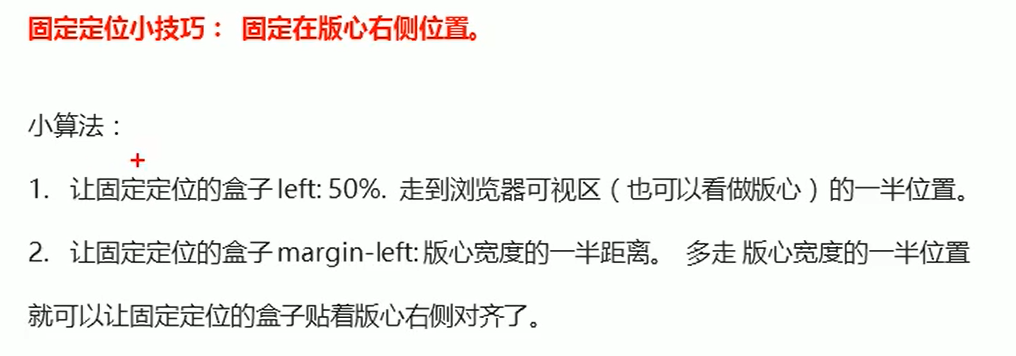 固定定位小技巧： 固定在版心右侧位置。
小算法：
1. 让固定定位的盒子 left: 50%. 走到浏览器可视区（也可以看做版心）的一半位置。
2. 让固定定位的盒子 margin-left: 版心宽度的一半距离。 多走 版心宽度的一半位置
就可以让固定定位的盒子贴着版心右侧对齐了。